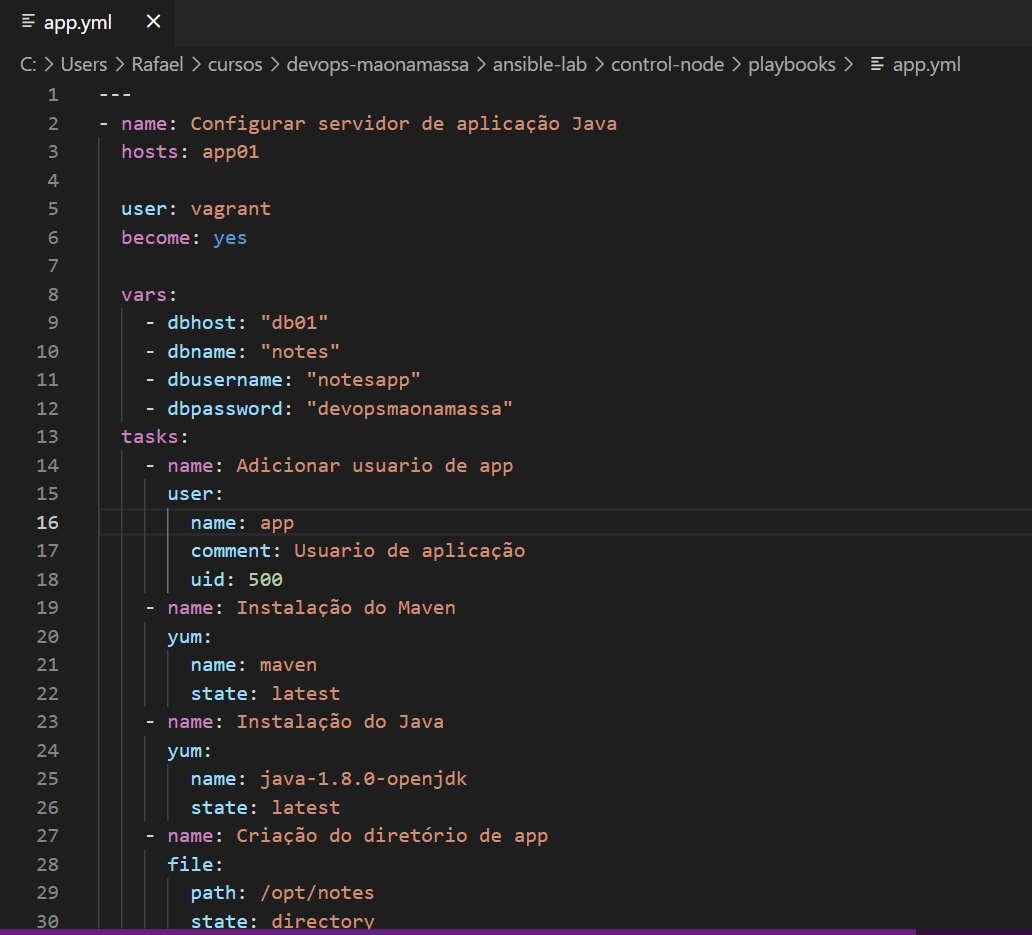 app.yml
C: > Users > Rafael > cursos > devops-maonamassa > ansible-lab > control-node > playbooks > app.yml
1 ---
2 - name: Configurar servidor de aplicação Java
3   hosts: app01
4
5   user: vagrant
6   become: yes
7
8   vars:
9     - dbhost: "db01"
10     - dbname: "notes"
11     - dbusername: "notesapp"
12     - dbpassword: "devopsmaonamassa"
13   tasks:
14     - name: Adicionar usuario de app
15       user:
16         name: app
17         comment: Usuario de aplicação
18         uid: 500
19     - name: Instalação do Maven
20       yum:
21         name: maven
22         state: latest
23     - name: Instalação do Java
24       yum:
25         name: java-1.8.0-openjdk
26         state: latest
27     - name: Criação do diretório de app
28       file:
29         path: /opt/notes
30         state: directory